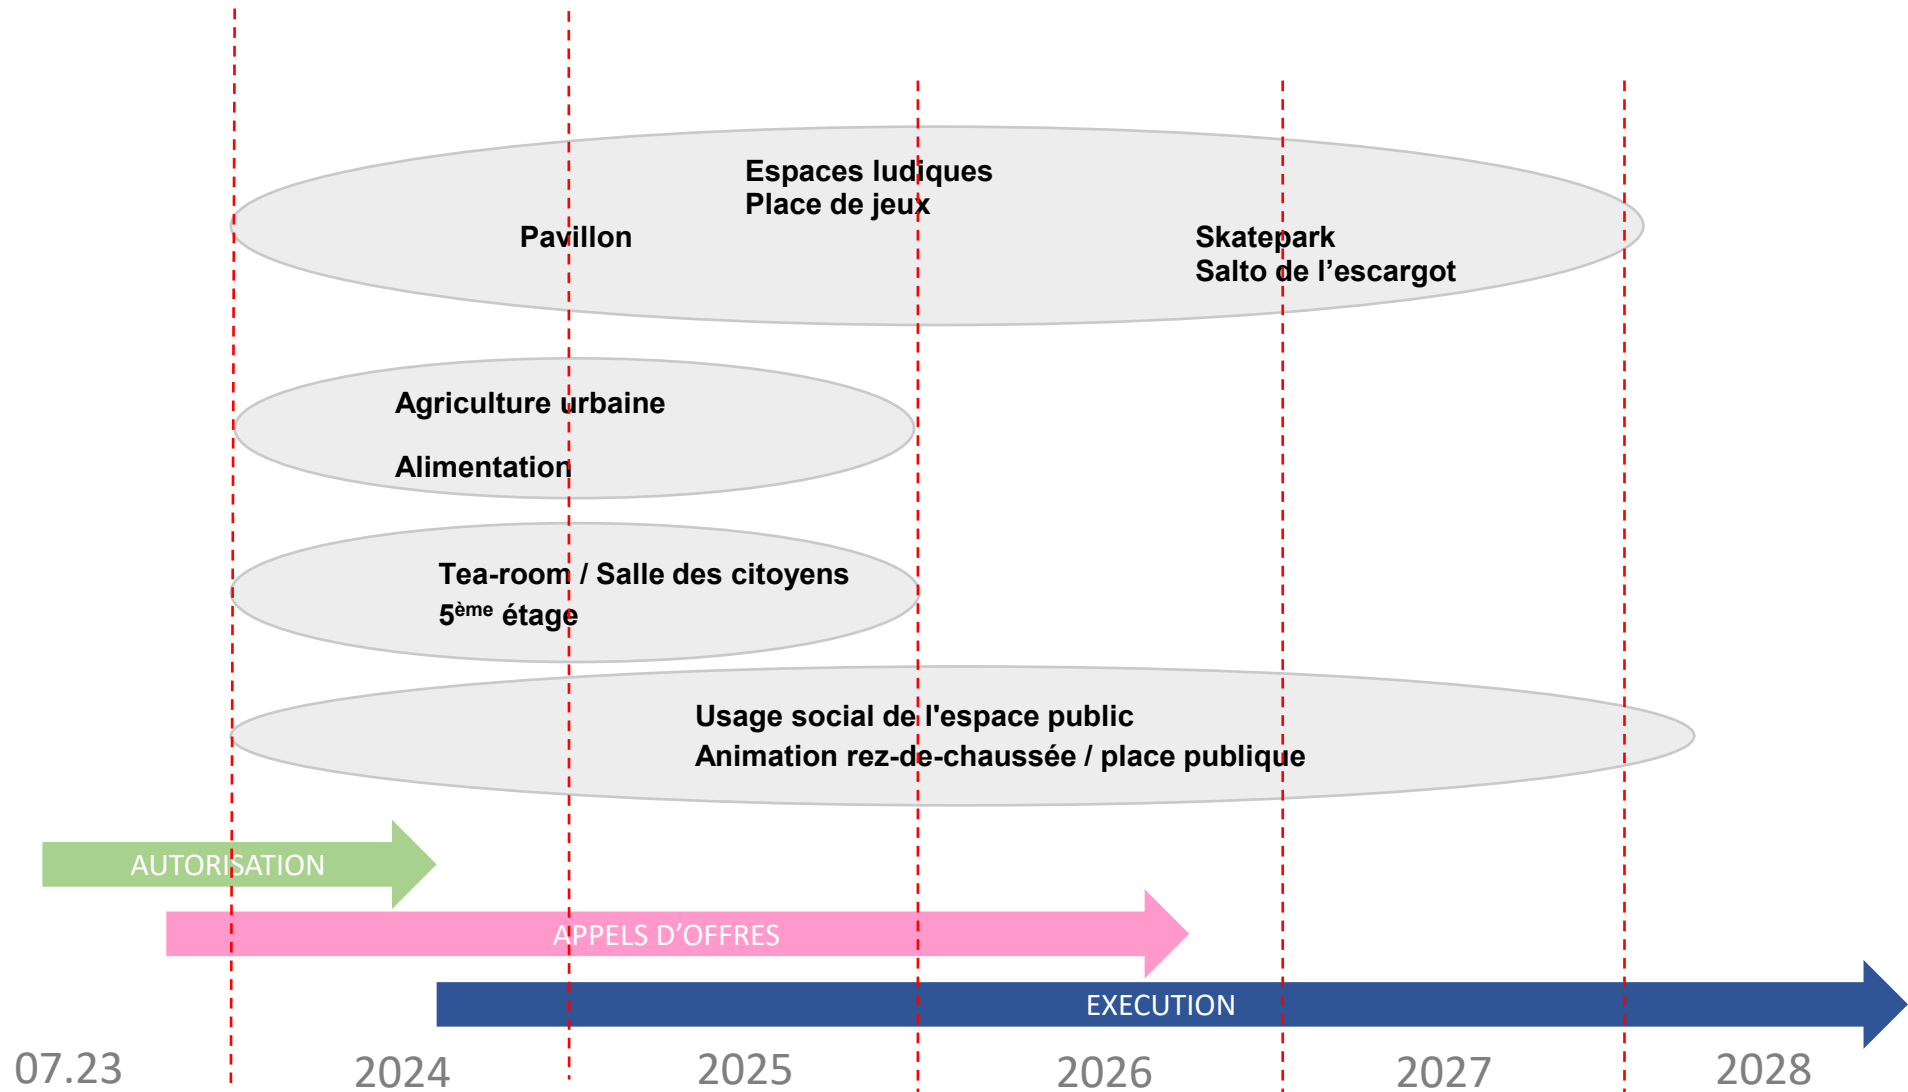 Espaces ludiques
Place de jeux
Pavillon
Skatepark
Salto de l’escargot
Agriculture urbaine
Alimentation
Tea-room / Salle des citoyens
5ème étage
Usage social de l'espace public
Animation rez-de-chaussée / place publique
AUTORISATION
APPELS D’OFFRES
EXECUTION
07.23
2024
2025
2026
2027
2028